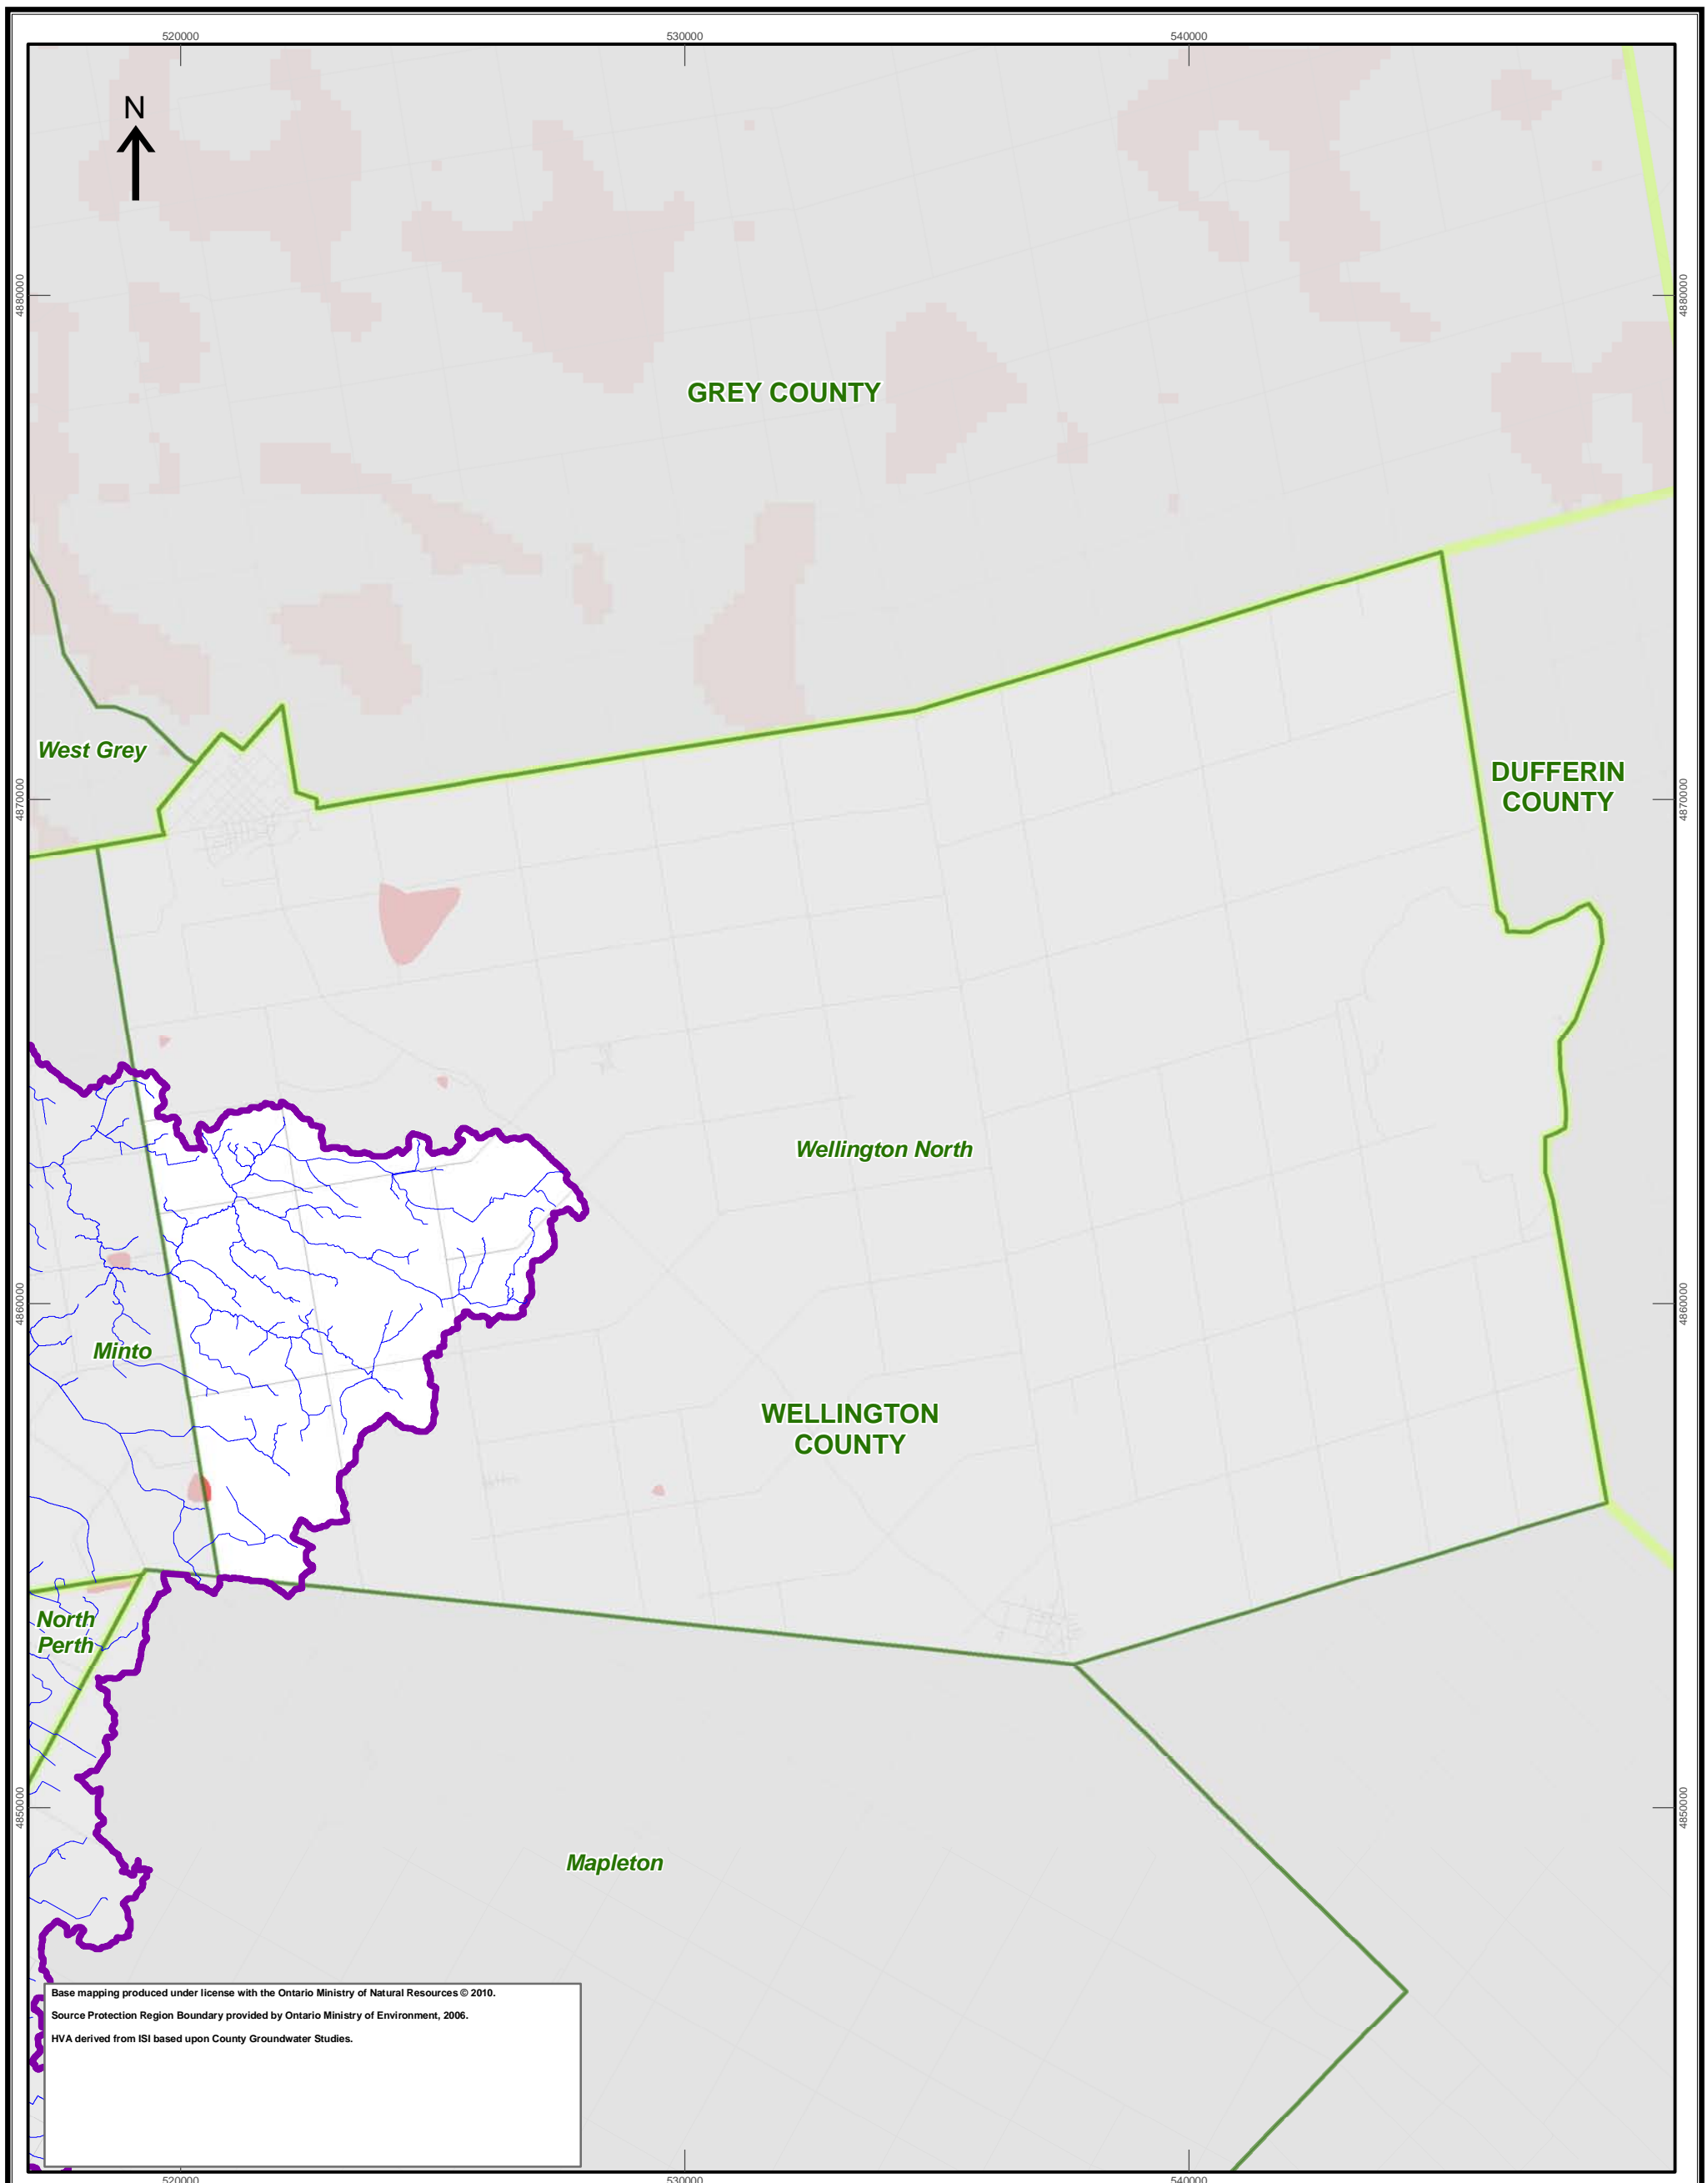 520000
530000
540000
N
4880000
4880000
GREY COUNTY
West Grey
DUFFERIN
COUNTY
4870000
4870000
Wellington North
4860000
4860000
Minto
WELLINGTON
COUNTY
North
Perth
4850000
4850000
Mapleton
Base mapping produced under license with the Ontario Ministry of Natural Resources © 2010.
Source Protection Region Boundary provided by Ontario Ministry of Environment, 2006.
HVA derived from ISI based upon County Groundwater Studies.
520000
530000
540000